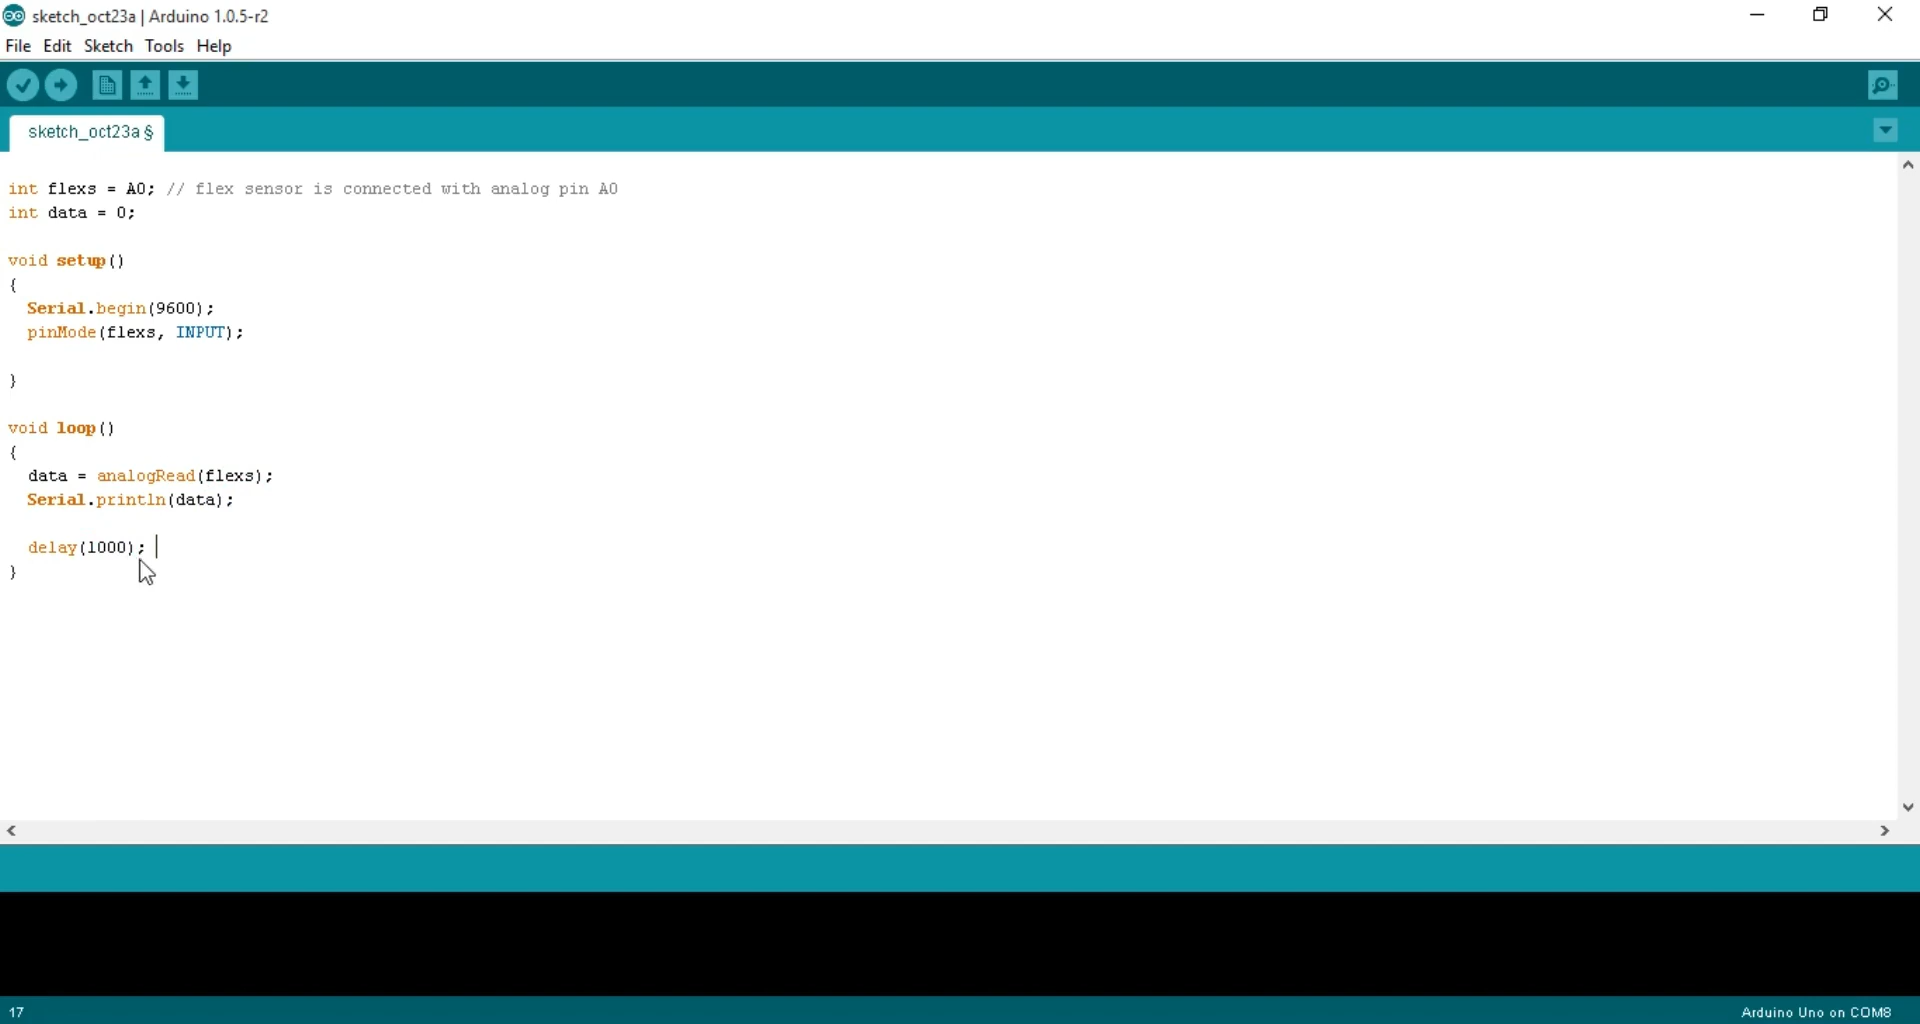 sketch_oct23a | Arduino 1.0.5-r2
File Edit Sketch Tools Help
sketch_oct23a §
int flexs = A0; // flex sensor is connected with analog pin A0
int data = 0;
void setup()
{
Serial.begin(9600);
pinMode(flexs, INPUT);
}
void loop()
{
data = analogRead(flexs);
Serial.println(data);
delay(1000);
}
17
Arduino Uno on COM8